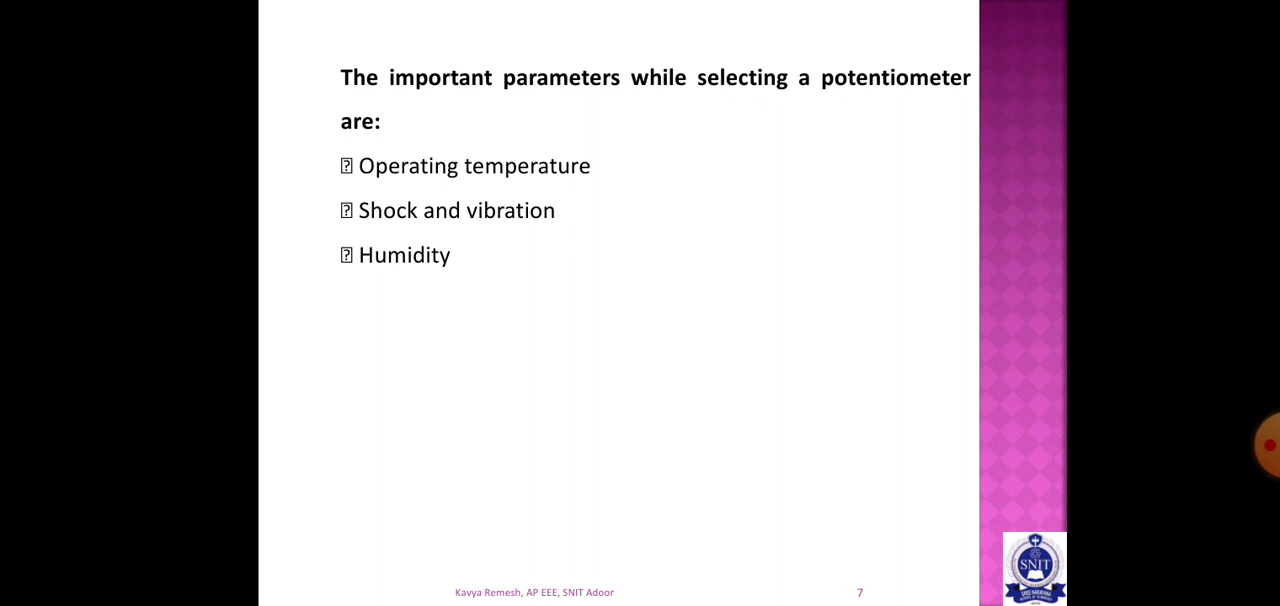 The important parameters while selecting a potentiometer
are:
Operating temperature
Shock and vibration
Humidity
Kavya Remesh, AP EEE, SNIT Adoor
7
SNIT